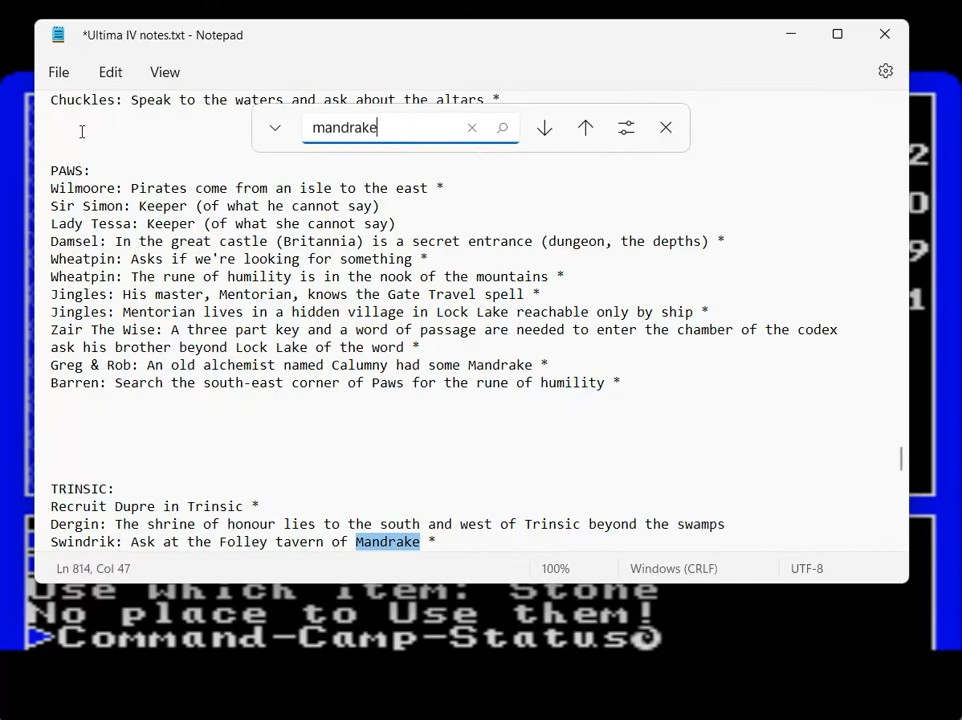 *Ultima IV notes.txt - Notepad
File Edit View
Chuckles: Speak to the waters and ask about the altars *
mandrake
PAWS:
Wilmoore: Pirates come from an isle to the east *
Sir Simon: Keeper (of what he cannot say)
Lady Tessa: Keeper (of what she cannot say)
Damsel: In the great castle (Britannia) is a secret entrance (dungeon, the depths) *
Wheatpin: Asks if we're looking for something *
Wheatpin: The rune of humility is in the nook of the mountains *
Jingles: His master, Mentorian, knows the Gate Travel spell *
Jingles: Mentorian lives in a hidden village in Lock Lake reachable only by ship *
Zair The Wise: A three part key and a word of passage are needed to enter the chamber of the codex
ask his brother beyond Lock Lake of the word *
Greg & Rob: An old alchemist named Calumny had some Mandrake *
Barren: Search the south-east corner of Paws for the rune of humility *
TRINSIC:
Recruit Dupre in Trinsic *
Dergin: The shrine of honour lies to the south and west of Trinsic beyond the swamps
Swindrik: Ask at the Folley tavern of Mandrake *
Ln 814, Col 47
100%
Windows (CRLF)
UTF-8
2
0
9
1
Use which item: Stone
No place to Use them!
>Command-Camp-Status